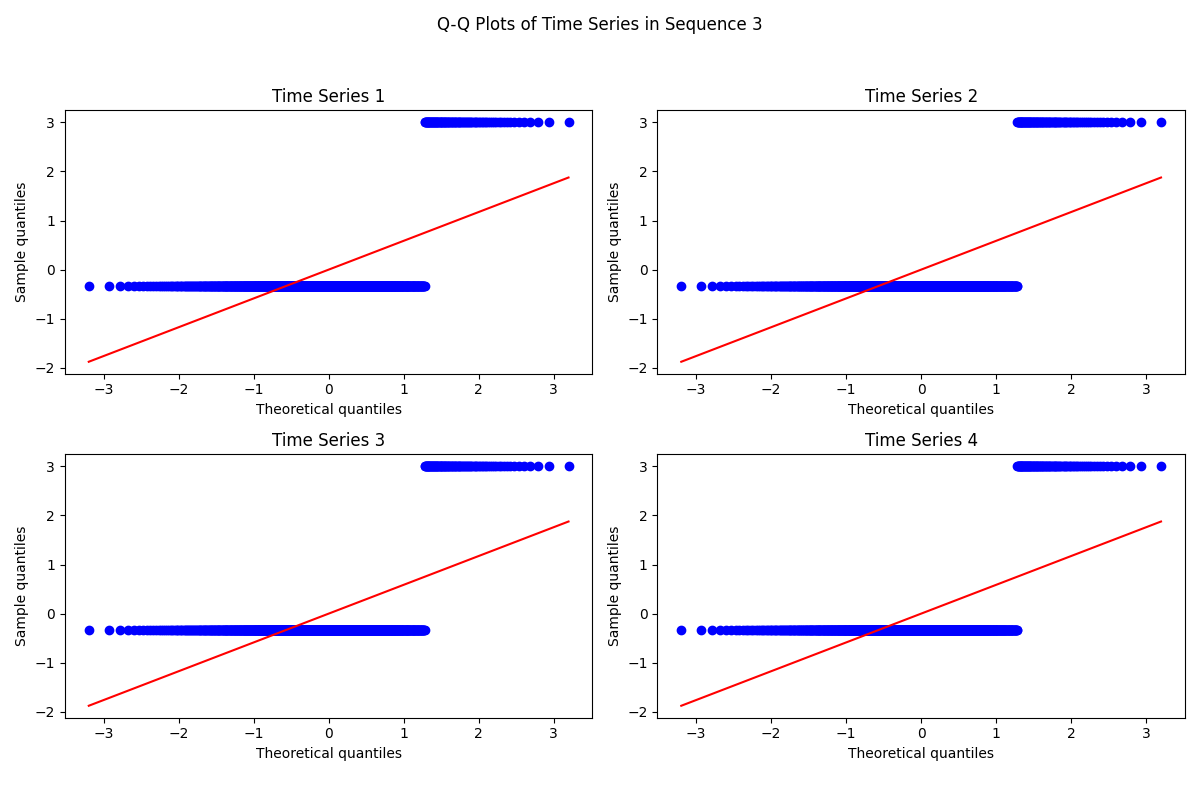 Q-Q Plots of Time Series in Sequence 3
Time Series 1
Sample quantiles
3
2
1
0
−1
−2
−3 −2 −1 0 1 2 3
Theoretical quantiles
Time Series 2
Sample quantiles
3
2
1
0
−1
−2
−3 −2 −1 0 1 2 3
Theoretical quantiles
Time Series 3
Sample quantiles
3
2
1
0
−1
−2
−3 −2 −1 0 1 2 3
Theoretical quantiles
Time Series 4
Sample quantiles
3
2
1
0
−1
−2
−3 −2 −1 0 1 2 3
Theoretical quantiles